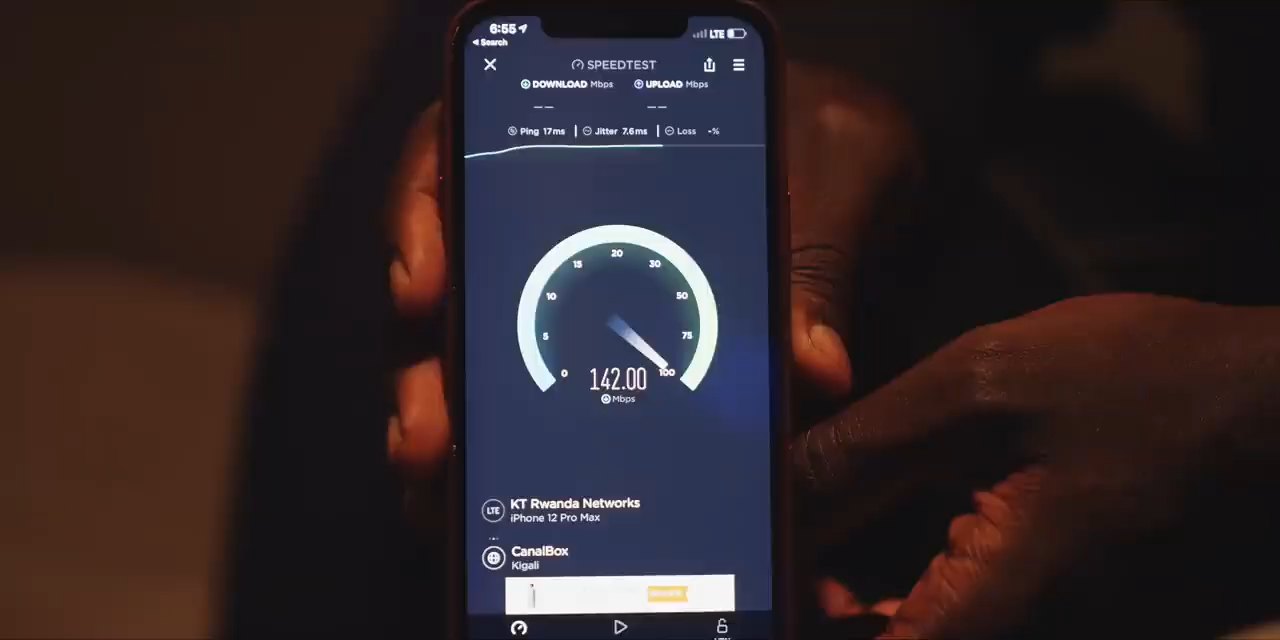 6:55
LTE
Search
SPEEDTEST
DOWNLOAD Mbps UPLOAD Mbps
Ping 17ms Jitter 7.6ms Loss -%
20
15 30
10 50
5 75
0 142.00 100
Mbps
LTE KT Rwanda Networks
iPhone 12 Pro Max
CanalBox
Kigali